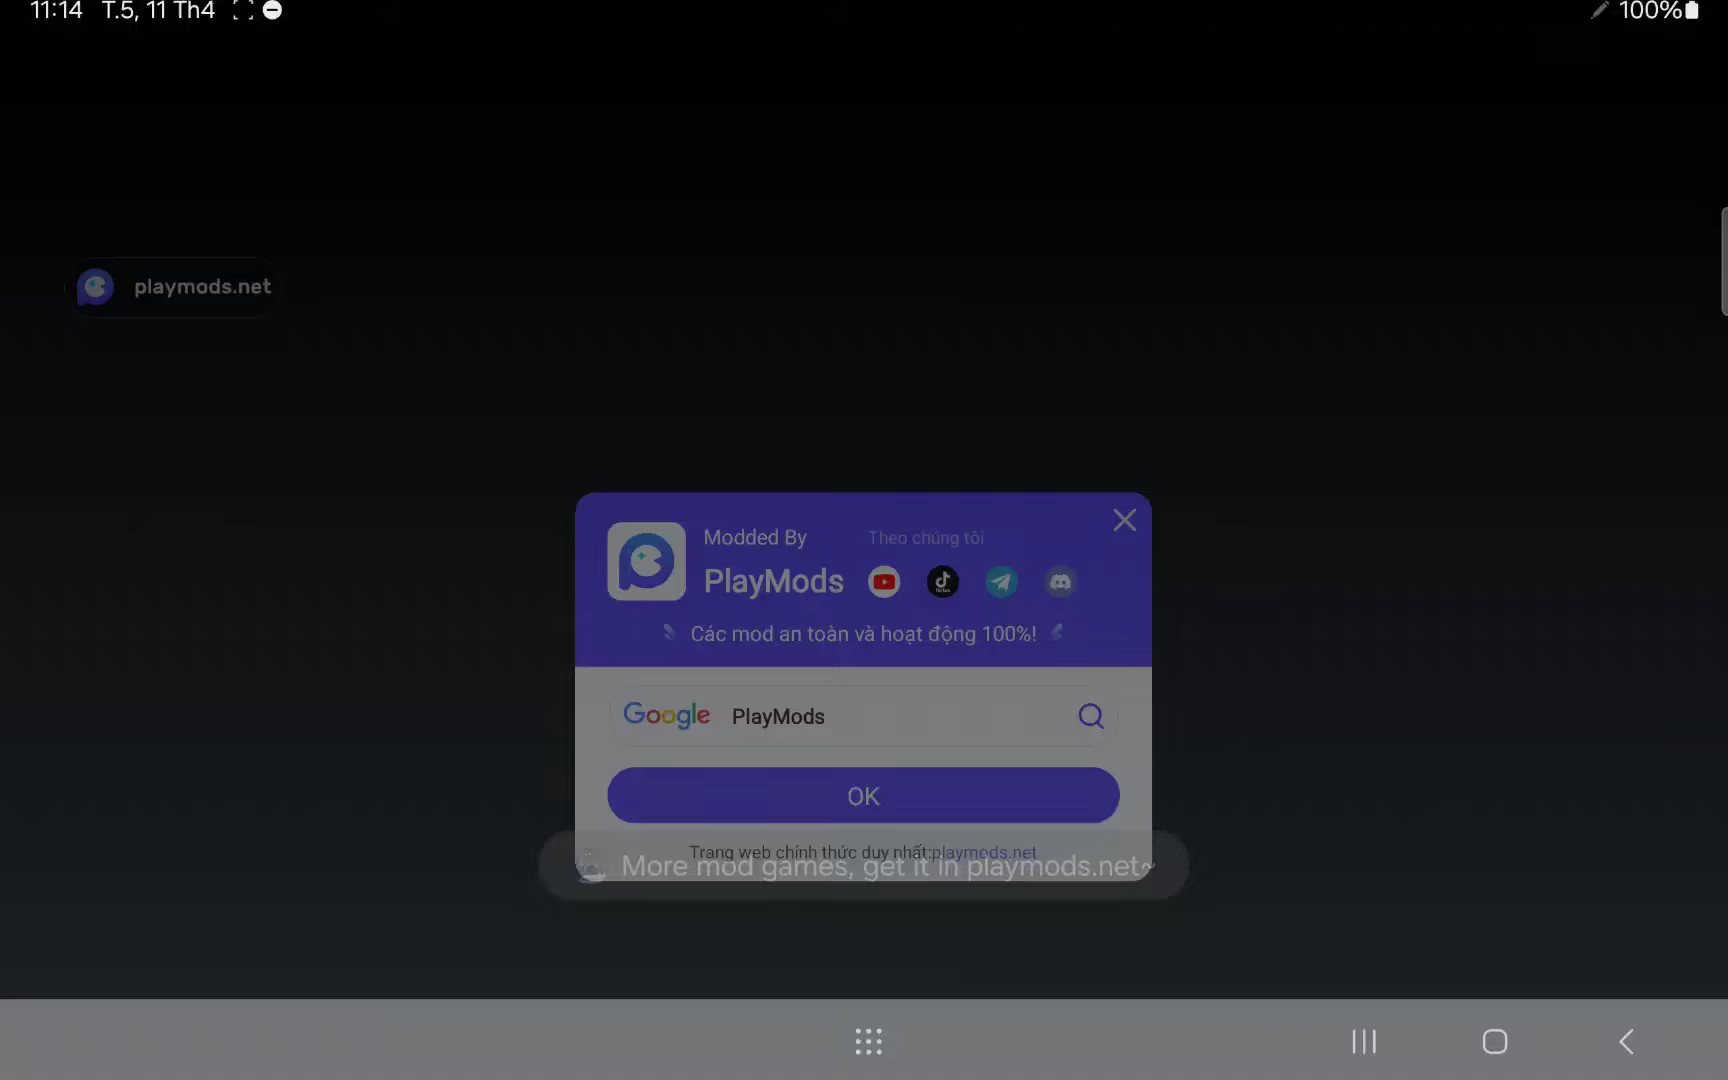 11:14 T.5, 11 Th4
100%
playmods.net
Modded By
Theo chúng tôi
PlayMods
Các mod an toàn và hoạt động 100%!
Google PlayMods
OK
Trang web chính thức duy nhất:playmods.net
More mod games, get it in playmods.net~